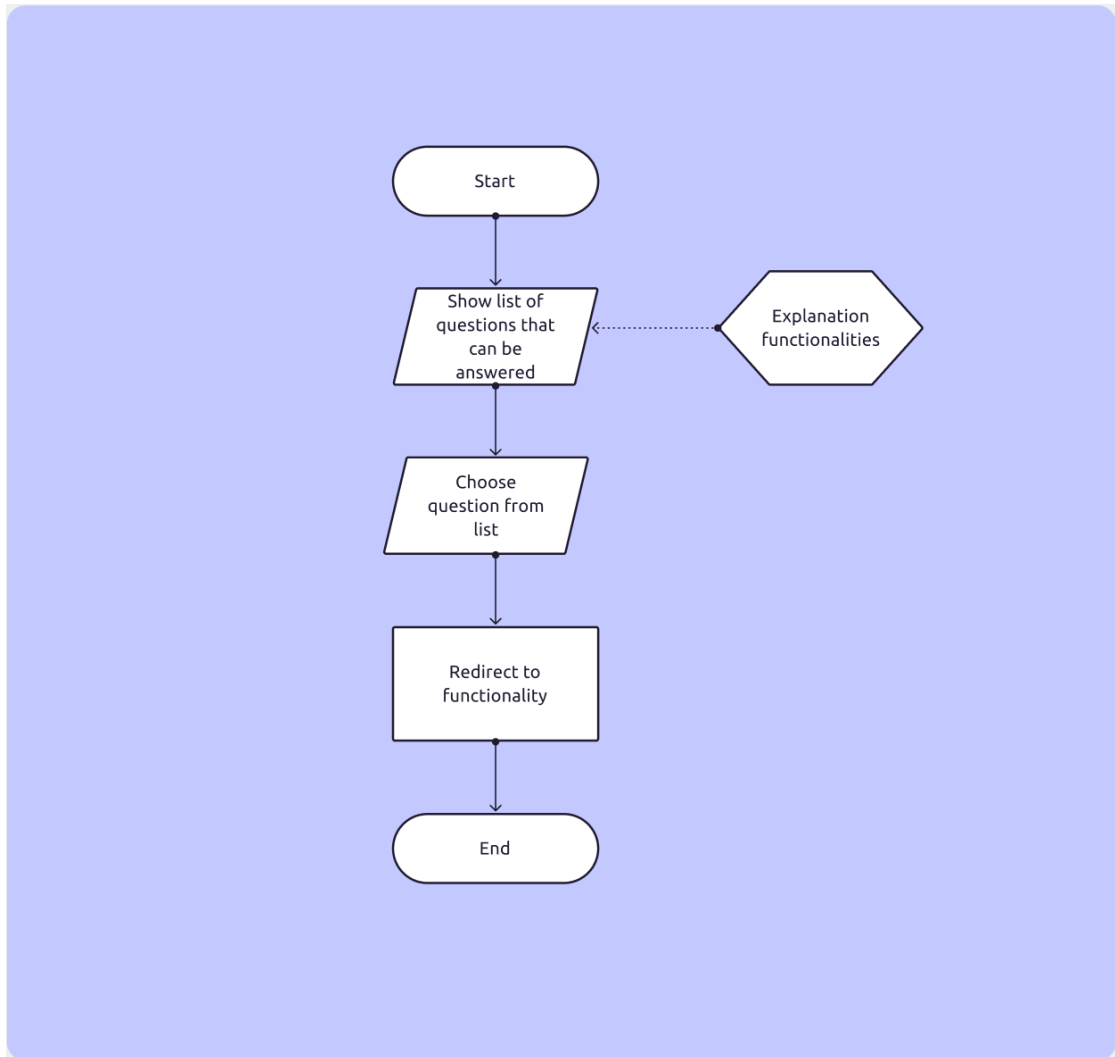 Start
Show list of
questions that
can be
answered
Explanation
functionalities
Choose
question from
list
Redirect to
functionality
End